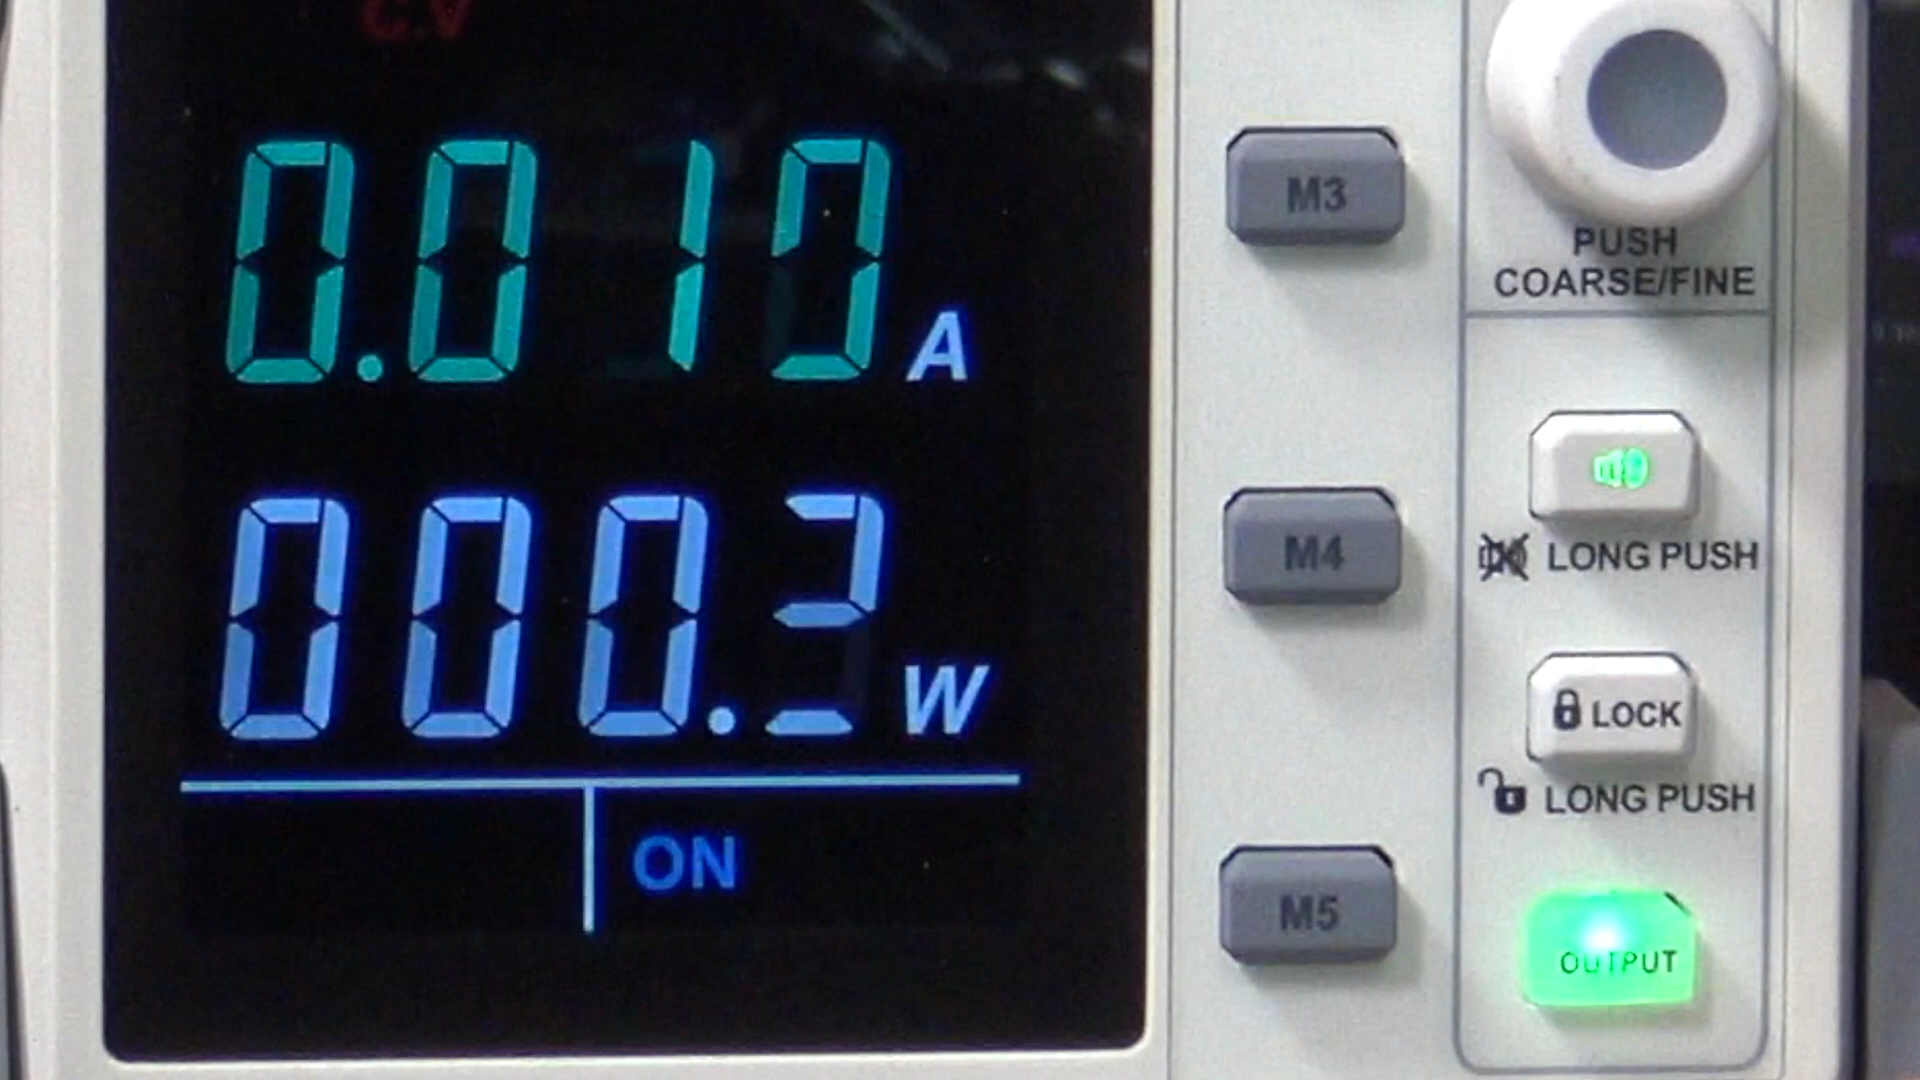 C.V
0.010 A
000.3 W
ON
M3
M4
M5
PUSH
COARSE/FINE
LONG PUSH
LOCK
LONG PUSH
OUTPUT